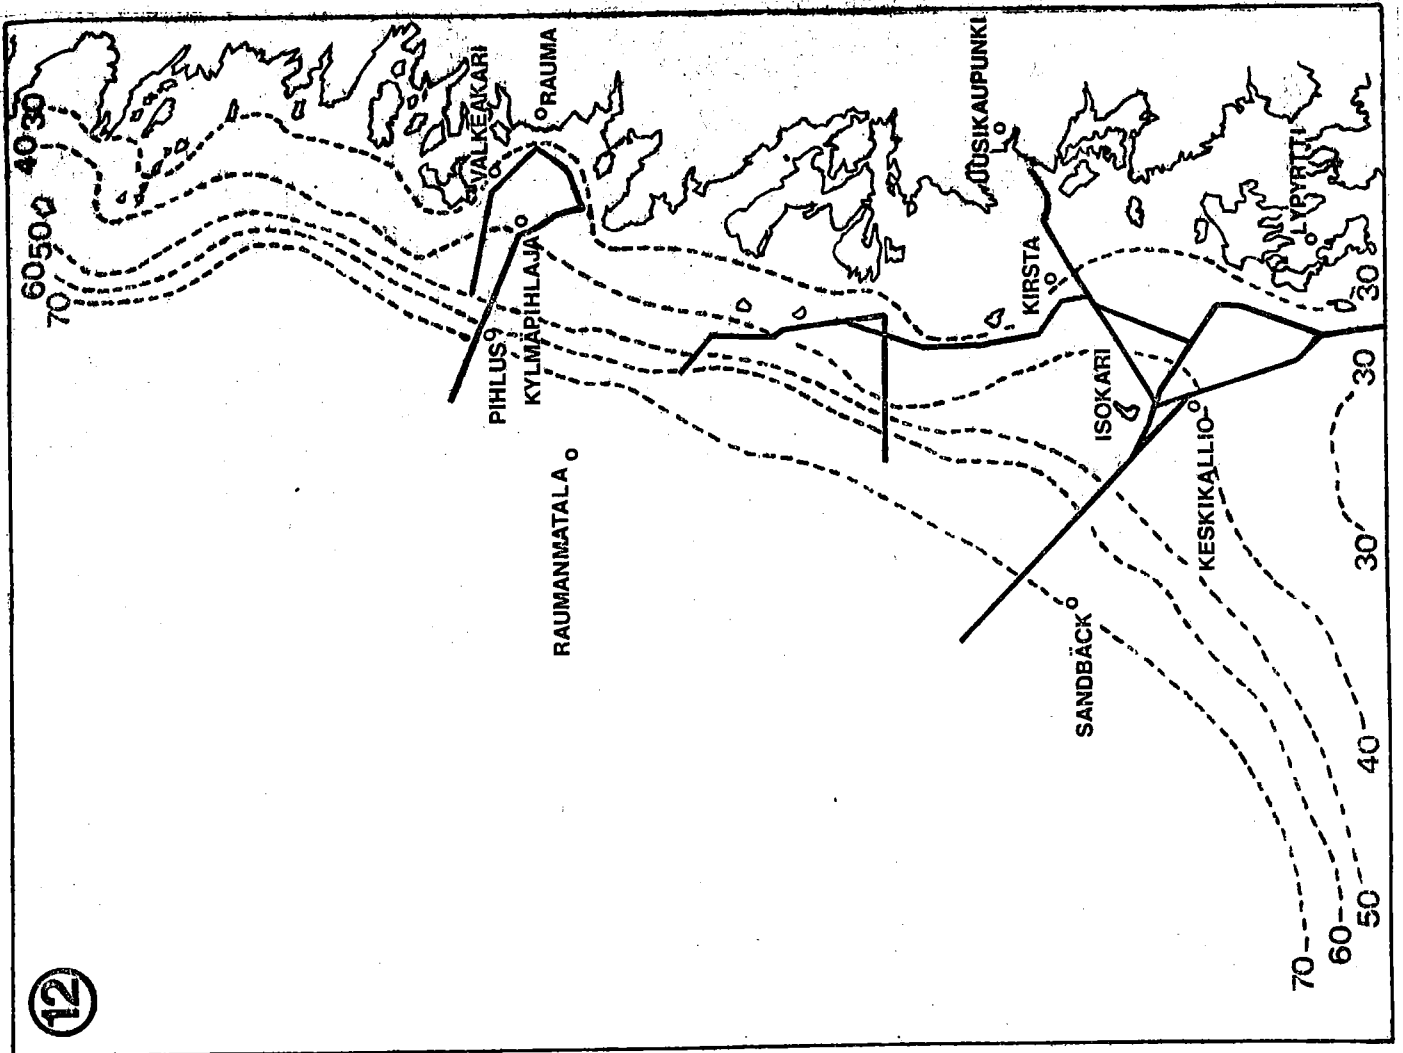 12
40
30
50
60
70
VALKEAKARI
RAUMA
PIHLUS
KYLMÄPIHLAJA
RAUMANMATALA
UUSIKAUPUNKI
KIRSTA
ISOKARI
KESKIKALLIO
LYPYRTTI
SANDBÄCK
30
30
30
40
50
60
70